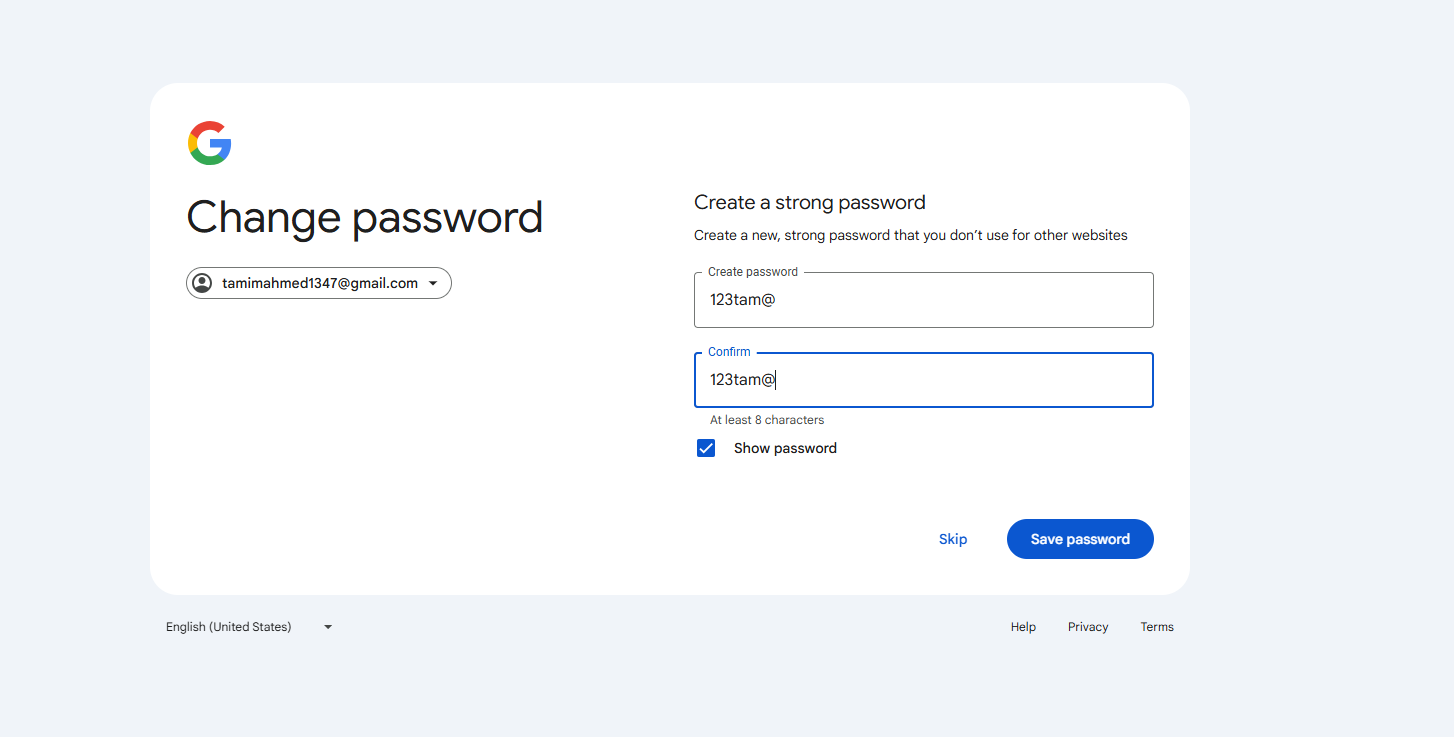 Change password
tamimahmed1347@gmail.com
Create a strong password
Create a new, strong password that you don’t use for other websites
Create password
123tam@
Confirm
123tam@
At least 8 characters
Show password
Skip
Save password
English (United States)
Help
Privacy
Terms